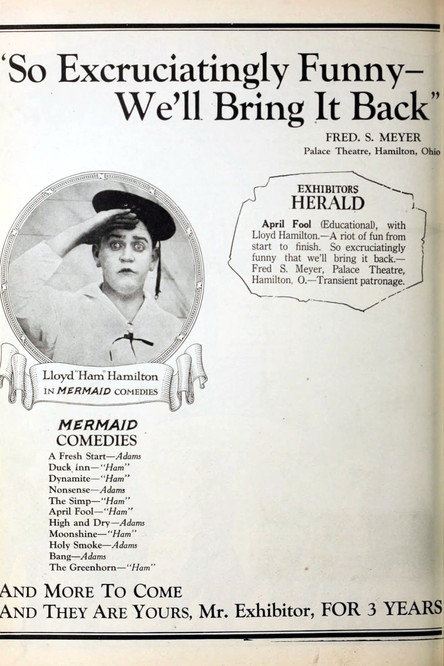 "So Excruciatingly Funny—
We'll Bring It Back"
FRED. S. MEYER
Palace Theatre, Hamilton, Ohio
EXHIBITORS
HERALD
April Fool (Educational), with
Lloyd Hamilton.—A riot of fun from
start to finish. So excruciatingly
funny that we'll bring it back.—
Fred S. Meyer, Palace Theatre,
Hamilton, O.—Transient patronage.
Lloyd "Ham" Hamilton
IN MERMAID COMEDIES
MERMAID
COMEDIES
A Fresh Start—Adams
Duck inn—"Ham"
Dynamite—"Ham"
Nonsense—Adams
The Simp—"Ham"
April Fool—"Ham"
High and Dry—Adams
Moonshine—"Ham"
Holy Smoke—Adams
Bang—Adams
The Greenhorn—"Ham"
AND MORE TO COME
AND THEY ARE YOURS, Mr. Exhibitor, FOR 3 YEARS